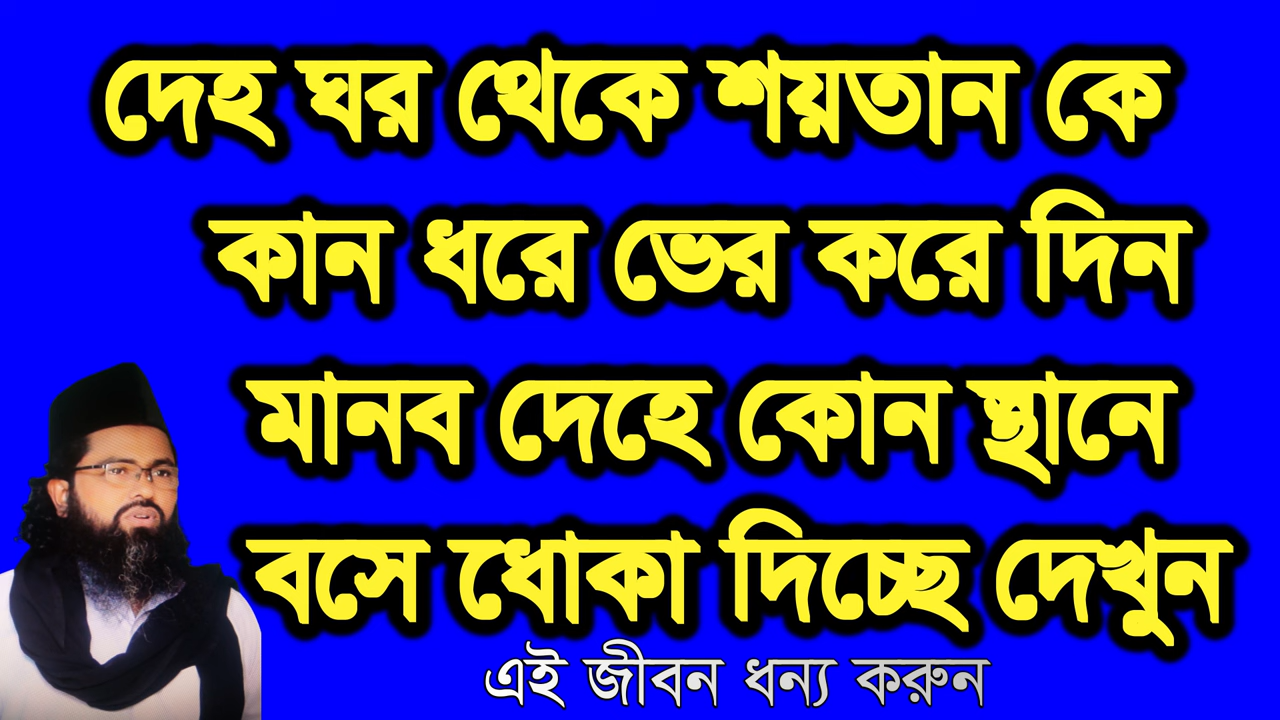 দেহ ঘর থেকে শয়তান কে
কান ধরে ভের করে দিন
মানব দেহে কোন স্থানে
বসে ধোকা দিচ্ছে দেখুন
এই জীবন ধন্য করুন